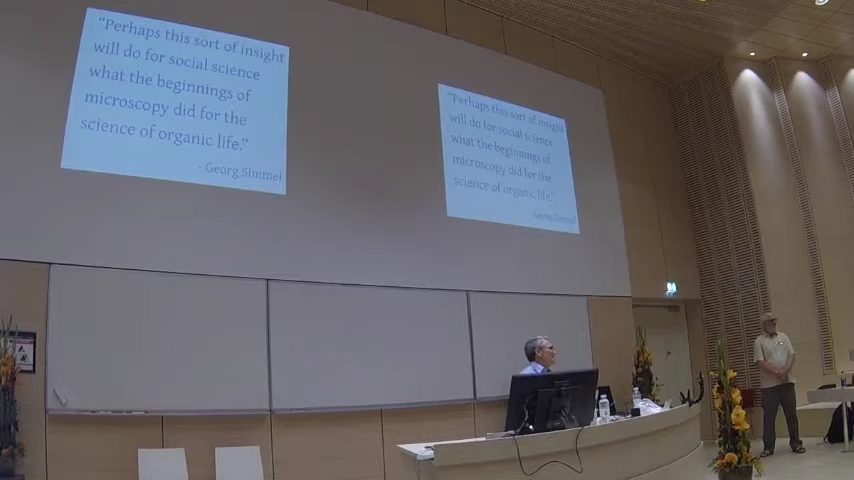 “Perhaps this sort of insight
will do for social science
what the beginnings of
microscopy did for the
science of organic life.”
- Georg Simmel
“Perhaps this sort of insight
will do for social science
what the beginnings of
microscopy did for the
science of organic life.”
- Georg Simmel